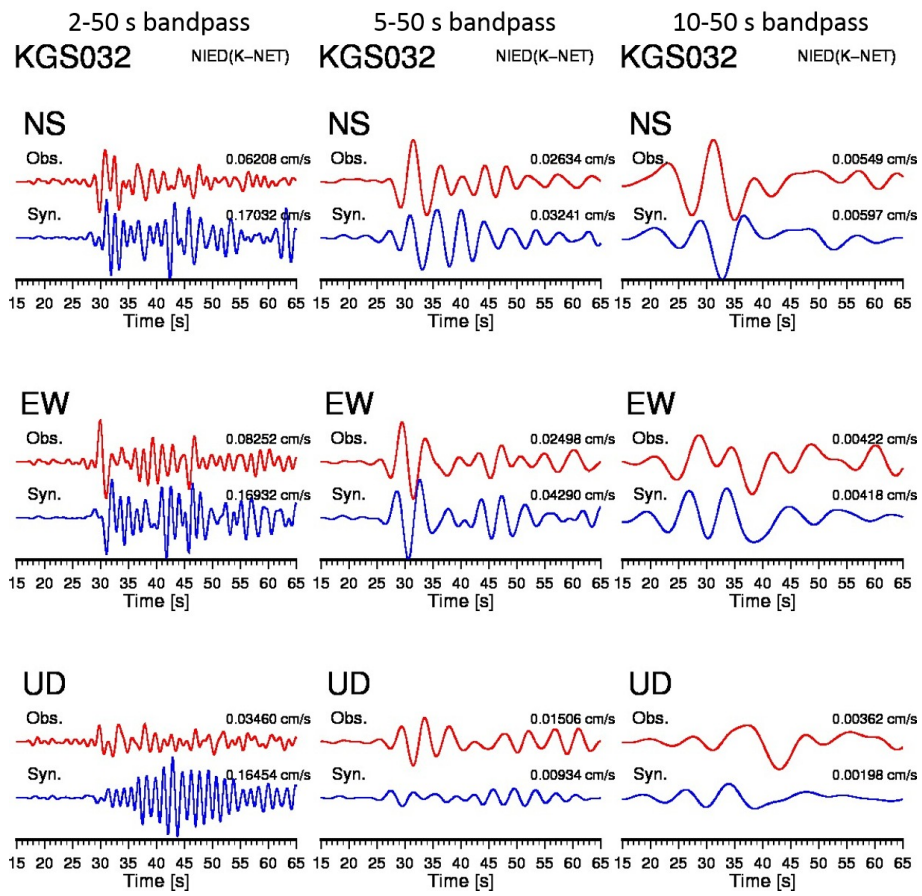 2-50 s bandpass 5-50 s bandpass 10-50 s bandpass
KGS032 NIED(K-NET) KGS032 NIED(K-NET) KGS032 NIED(K-NET)
NS NS NS
Obs. 0.06208 cm/s Obs. 0.02634 cm/s Obs. 0.00549 cm/s
Syn. 0.17032 cm/s Syn. 0.03241 cm/s Syn. 0.00597 cm/s
15 20 25 30 35 40 45 50 55 60 65 15 20 25 30 35 40 45 50 55 60 65 15 20 25 30 35 40 45 50 55 60 65
Time [s] Time [s] Time [s]
EW EW EW
Obs. 0.08252 cm/s Obs. 0.02498 cm/s Obs. 0.00422 cm/s
Syn. 0.16932 cm/s Syn. 0.04290 cm/s Syn. 0.00418 cm/s
15 20 25 30 35 40 45 50 55 60 65 15 20 25 30 35 40 45 50 55 60 65 15 20 25 30 35 40 45 50 55 60 65
Time [s] Time [s] Time [s]
UD UD UD
Obs. 0.03460 cm/s Obs. 0.01506 cm/s Obs. 0.00362 cm/s
Syn. 0.16454 cm/s Syn. 0.00934 cm/s Syn. 0.00198 cm/s
15 20 25 30 35 40 45 50 55 60 65 15 20 25 30 35 40 45 50 55 60 65 15 20 25 30 35 40 45 50 55 60 65
Time [s] Time [s] Time [s]